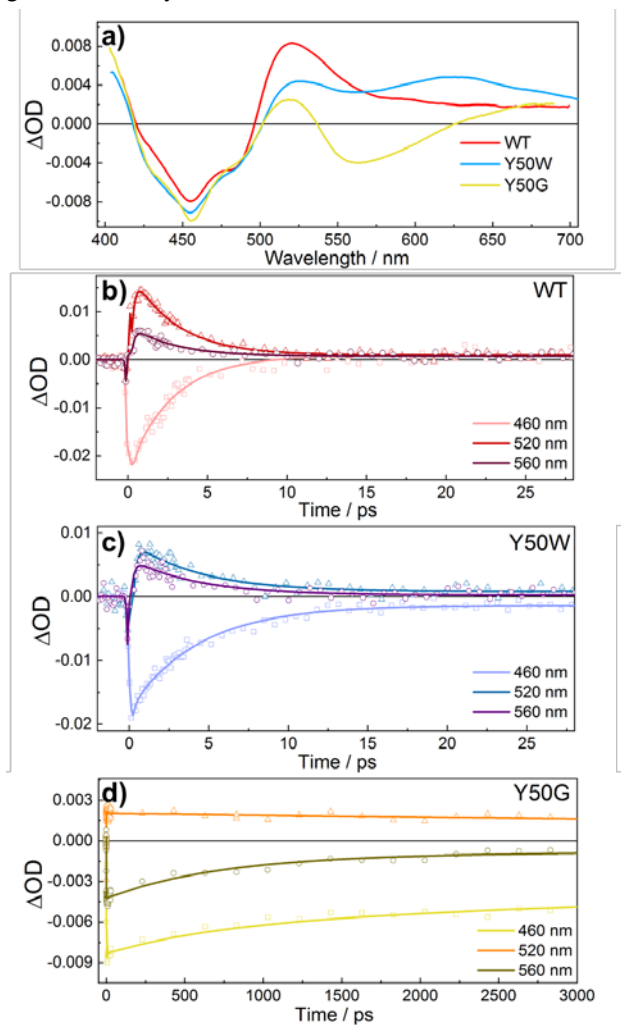 a)
ΔOD
0.008
0.004
0.000
-0.004
-0.008
WT
Y50W
Y50G
400 450 500 550 600 650 700
Wavelength / nm
b)
WT
ΔOD
0.01
0.00
-0.01
-0.02
460 nm
520 nm
560 nm
0 5 10 15 20 25
Time / ps
c)
Y50W
ΔOD
0.01
0.00
-0.01
-0.02
460 nm
520 nm
560 nm
0 5 10 15 20 25
Time / ps
d)
Y50G
ΔOD
0.003
0.000
-0.003
-0.006
-0.009
460 nm
520 nm
560 nm
0 500 1000 1500 2000 2500 3000
Time / ps